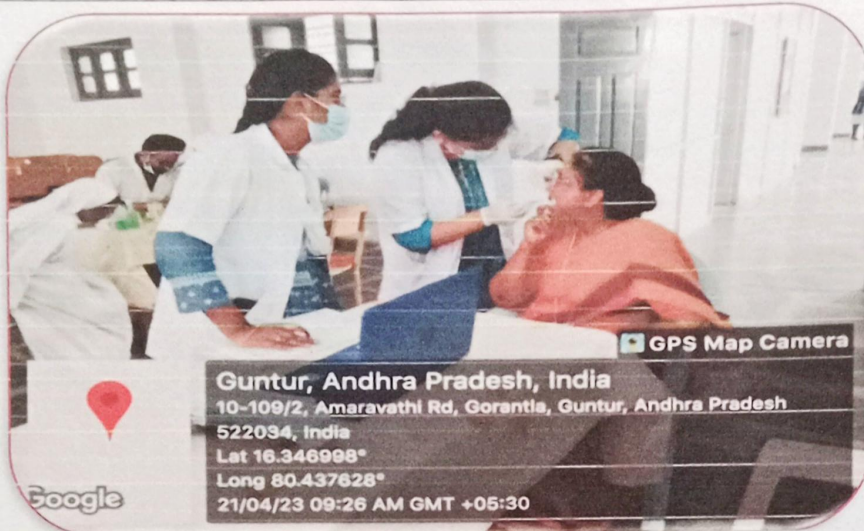 GPS Map Camera
Guntur, Andhra Pradesh, India
10-109/2, Amaravathi Rd, Gorantla, Guntur, Andhra Pradesh
522034, India
Lat 16.346998°
Long 80.437628°
21/04/23 09:26 AM GMT +05:30
Google